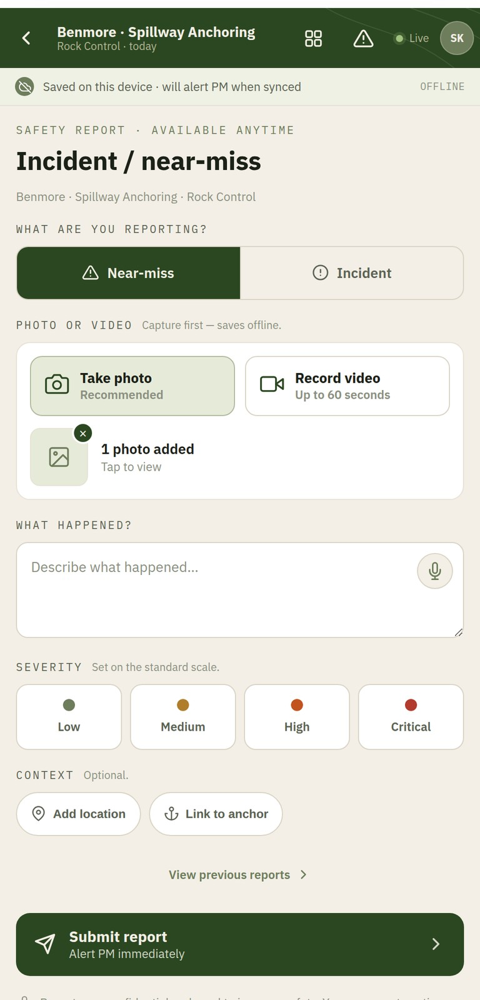 Benmore · Spillway Anchoring
Rock Control · today
Live
SK
Saved on this device · will alert PM when synced
OFFLINE
SAFETY REPORT · AVAILABLE ANYTIME
Incident / near-miss
Benmore · Spillway Anchoring · Rock Control
WHAT ARE YOU REPORTING?
Near-miss
Incident
PHOTO OR VIDEO Capture first — saves offline.
Take photo
Recommended
Record video
Up to 60 seconds
1 photo added
Tap to view
WHAT HAPPENED?
Describe what happened...
SEVERITY Set on the standard scale.
Low
Medium
High
Critical
CONTEXT Optional.
Add location
Link to anchor
View previous reports
Submit report
Alert PM immediately